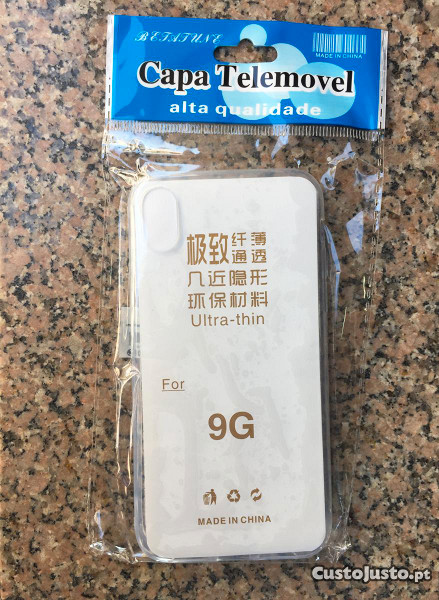 BETATUNE
MADE IN CHINA
Capa Telemovel
alta qualidade
极致 纤薄
通透
几近隐形
环保材料
Ultra-thin
For
9G
MADE IN CHINA
CustoJusto.pt